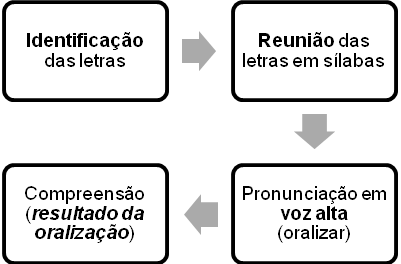 Identificação
das letras
Reunião das
letras em sílabas
Pronunciação em
voz alta
(oralizar)
Compreensão
(resultado da
oralização)